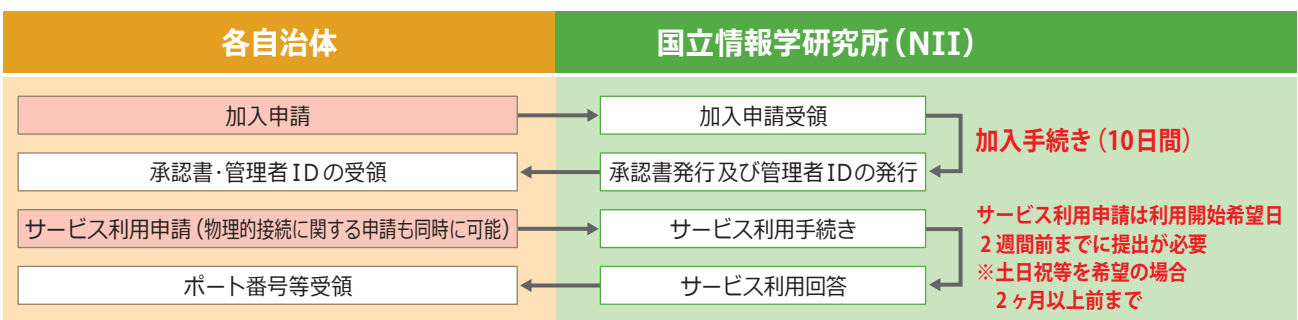 各自治体
国立情報学研究所(NII)
加入申請
加入申請受領
加入手続き(10日間)
承認書・管理者IDの受領
承認書発行及び管理者IDの発行
サービス利用申請(物理的接続に関する申請も同時に可能)
サービス利用手続き
サービス利用申請は利用開始希望日
2週間前までに提出が必要
※土日祝等を希望の場合
2ヶ月以上前まで
ポート番号等受領
サービス利用回答